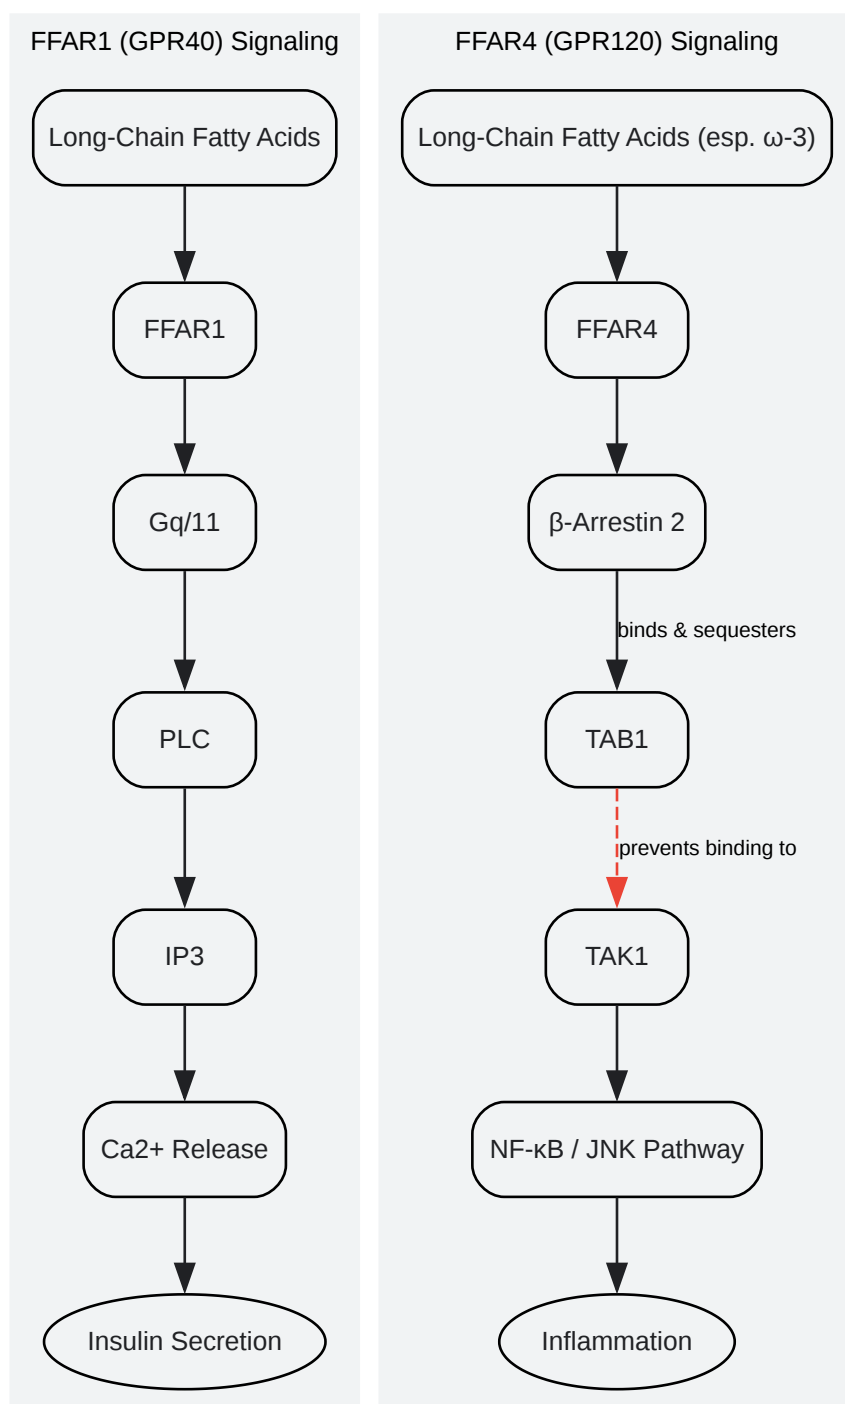 FFAR1 (GPR40) Signaling
Long-Chain Fatty Acids
FFAR1
Gq/11
PLC
IP3
Ca2+ Release
Insulin Secretion
FFAR4 (GPR120) Signaling
Long-Chain Fatty Acids (esp. ω-3)
FFAR4
β-Arrestin 2
binds & sequesters
TAB1
prevents binding to
TAK1
NF-κB / JNK Pathway
Inflammation